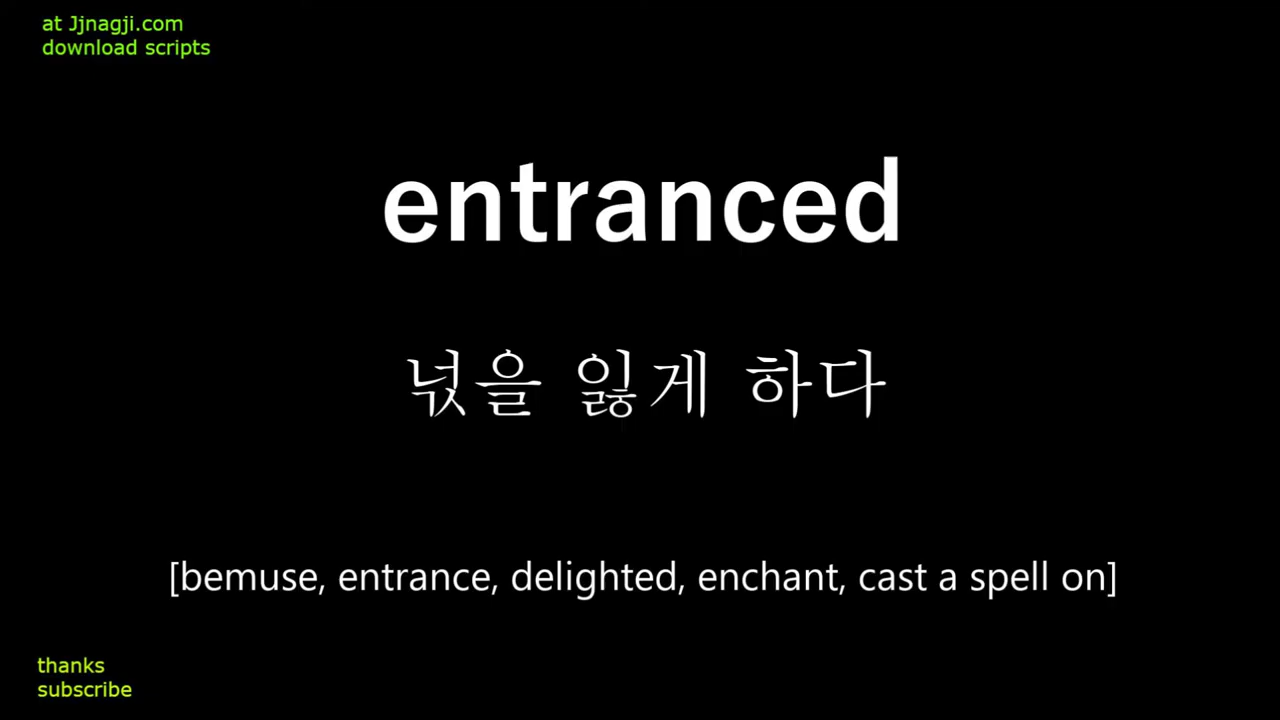 at Jjnagji.com
download scripts
entranced
넋을 잃게 하다
[bemuse, entrance, delighted, enchant, cast a spell on]
thanks
subscribe